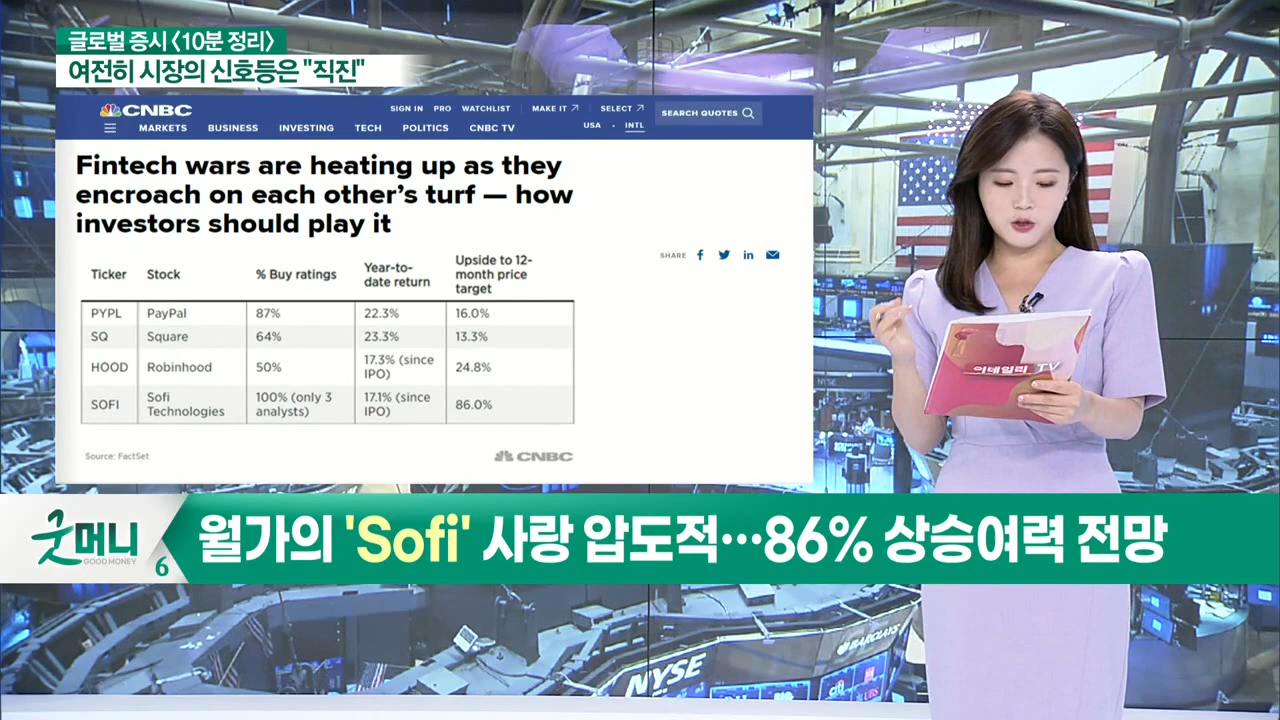 글로벌 증시 〈10분 정리〉
여전히 시장의 신호등은 "직진"
CNBC
SIGN IN PRO WATCHLIST MAKE IT SELECT SEARCH QUOTES
MARKETS BUSINESS INVESTING TECH POLITICS CNBC TV USA · INTL
Fintech wars are heating up as they
encroach on each other's turf — how
investors should play it
SHARE
Ticker Stock % Buy ratings Year-to-date return Upside to 12-month price target
PYPL PayPal 87% 22.3% 16.0%
SQ Square 64% 23.3% 13.3%
HOOD Robinhood 50% 17.3% (since IPO) 24.8%
SOFI Sofi Technologies 100% (only 3 analysts) 17.1% (since IPO) 86.0%
Source: FactSet
CNBC
이데일리 TV
NYSE
굿머니
GOOD MONEY
6
월가의 'Sofi' 사랑 압도적…86% 상승여력 전망
NYSE
BARCLAYS
citi
UBS